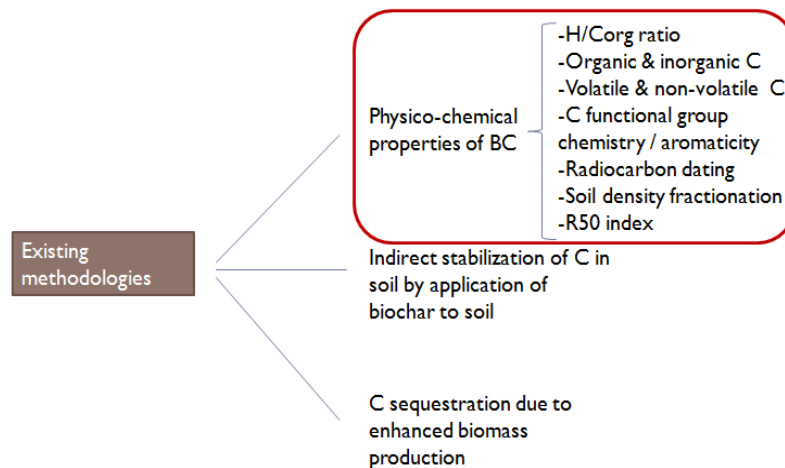 Existing
methodologies
Physico-chemical
properties of BC
-H/Corg ratio
-Organic & inorganic C
-Volatile & non-volatile C
-C functional group
chemistry / aromaticity
-Radiocarbon dating
-Soil density fractionation
-R50 index
Indirect stabilization of C in
soil by application of
biochar to soil
C sequestration due to
enhanced biomass
production